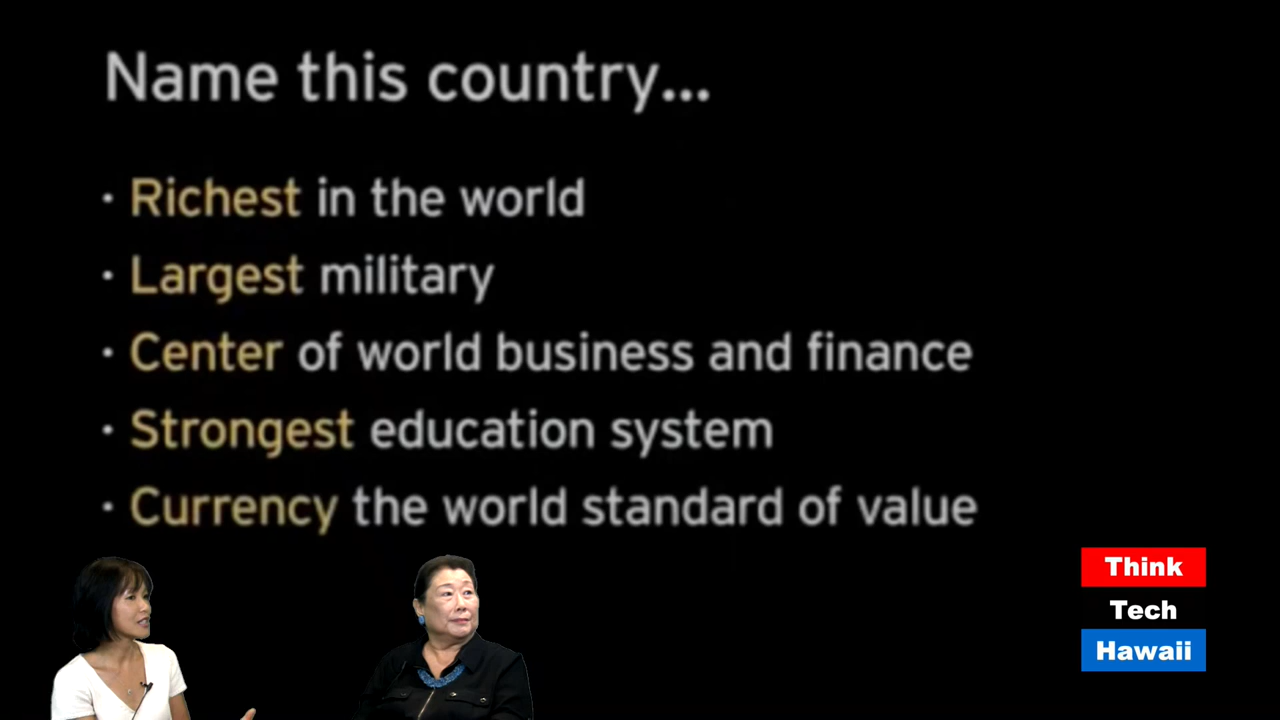 Name this country...
· Richest in the world
· Largest military
· Center of world business and finance
· Strongest education system
· Currency the world standard of value
Think
Tech
Hawaii